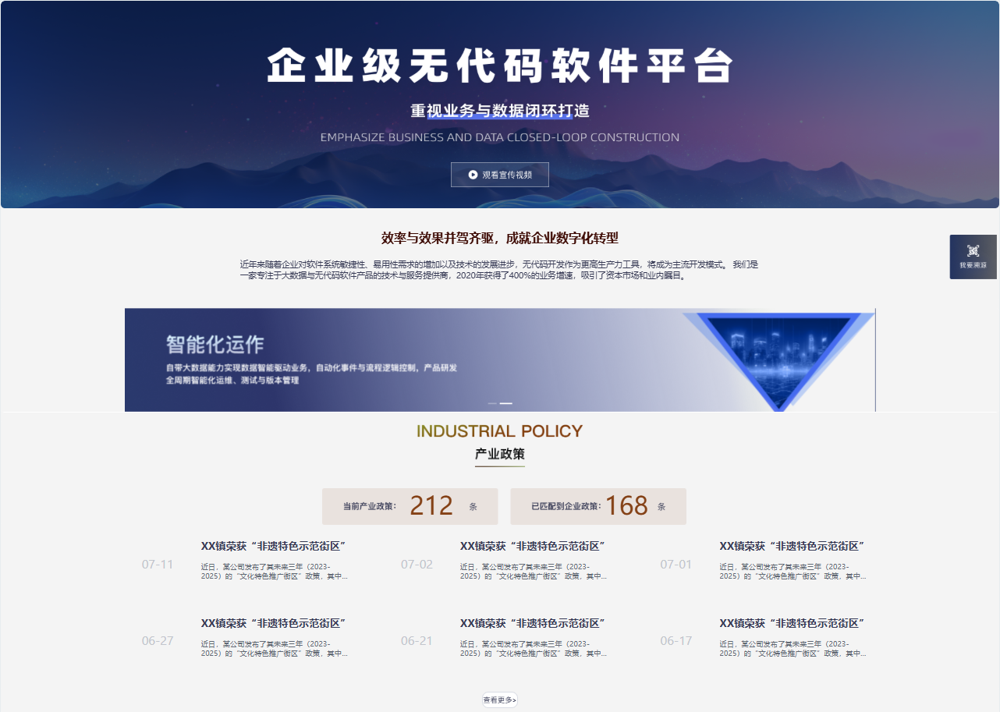 企业级无代码软件平台
重视业务与数据闭环打造
EMPHASIZE BUSINESS AND DATA CLOSED-LOOP CONSTRUCTION
观看宣传视频
效率与效果并驾齐驱，成就企业数字化转型
近年来随着企业对软件系统敏捷性、易用性需求的增加以及技术的发展进步，无代码开发作为更高生产力工具，将成为主流开发模式。 我们是
一家专注于大数据与无代码软件产品的技术与服务提供商，2020年获得了400%的业务增速，吸引了资本市场和业内瞩目。
我要溯源
智能化运作
自带大数据能力实现数据智能驱动业务，自动化事件与流程逻辑控制，产品研发
全周期智能化运维、测试与版本管理
INDUSTRIAL POLICY
产业政策
当前产业政策： 212 条
已匹配到企业政策： 168 条
07-11
XX镇荣获“非遗特色示范街区”
近日，某公司发布了其未来三年（2023-
2025）的“文化特色推广街区”政策，其中...
07-02
XX镇荣获“非遗特色示范街区”
近日，某公司发布了其未来三年（2023-
2025）的“文化特色推广街区”政策，其中...
07-01
XX镇荣获“非遗特色示范街区”
近日，某公司发布了其未来三年（2023-
2025）的“文化特色推广街区”政策，其中...
06-27
XX镇荣获“非遗特色示范街区”
近日，某公司发布了其未来三年（2023-
2025）的“文化特色推广街区”政策，其中...
06-21
XX镇荣获“非遗特色示范街区”
近日，某公司发布了其未来三年（2023-
2025）的“文化特色推广街区”政策，其中...
06-17
XX镇荣获“非遗特色示范街区”
近日，某公司发布了其未来三年（2023-
2025）的“文化特色推广街区”政策，其中...
查看更多>